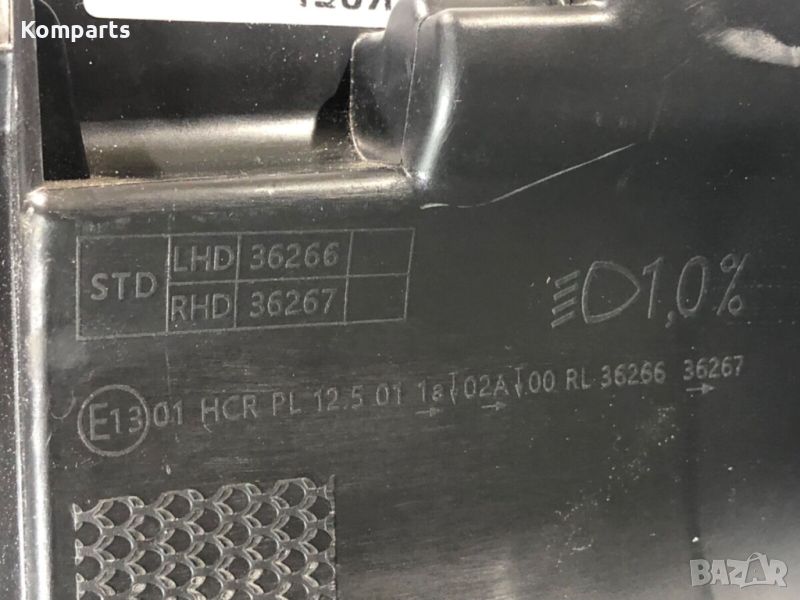 Komparts
STD
LHD 36266
RHD 36267
1,0%
E13 01 HCR PL 12.5 01 1a 02A 00 RL 36266 36267
BAZAR